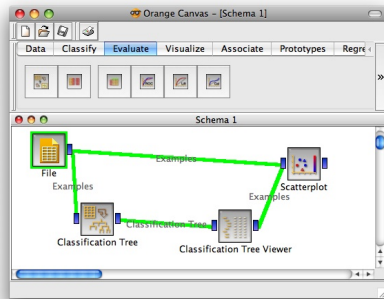 Orange Canvas - [Schema 1]
Data Classify Evaluate Visualize Associate Prototypes Regre
»
Schema 1
File
Examples
Scatterplot
Examples
Examples
Classification Tree
Classification Tree
Classification Tree Viewer